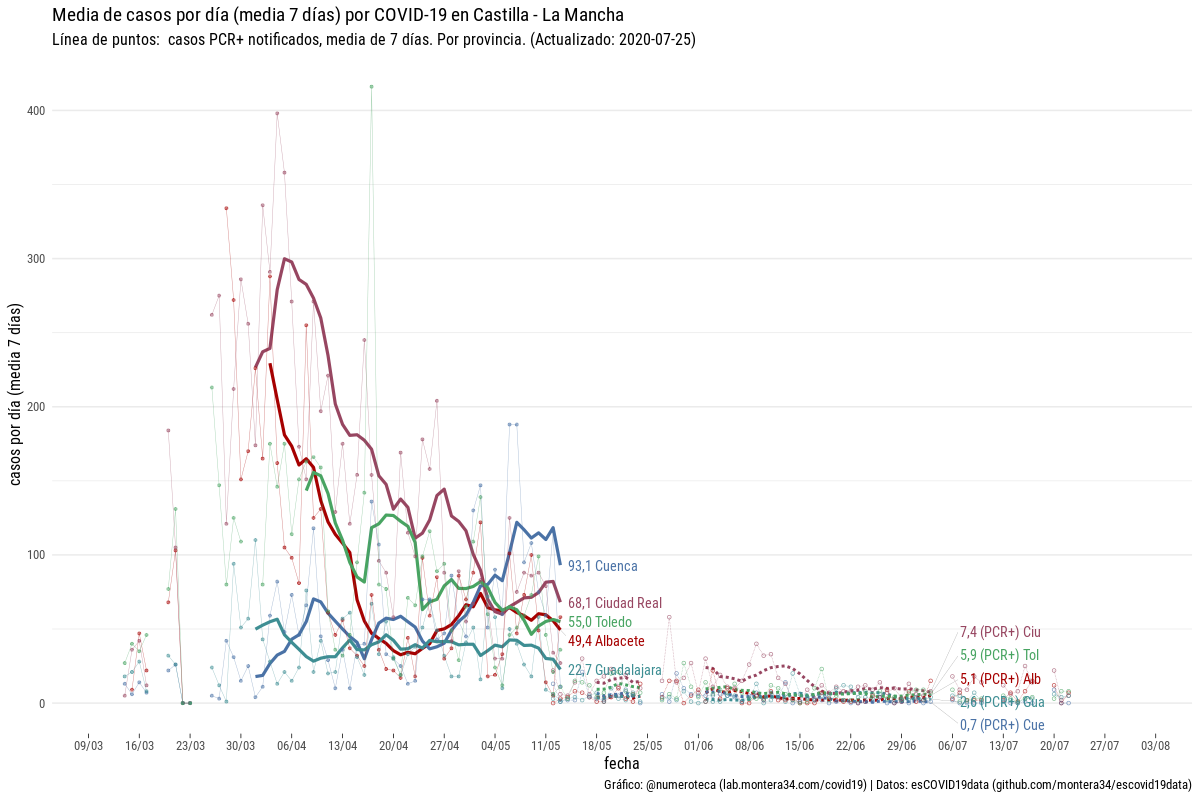 Media de casos por día (media 7 días) por COVID-19 en Castilla - La Mancha
Línea de puntos:  casos PCR+ notificados, media de 7 días. Por provincia. (Actualizado: 2020-07-25)
casos por día (media 7 días)
400
300
200
100
0
93,1 Cuenca
68,1 Ciudad Real
55,0 Toledo
49,4 Albacete
22,7 Guadalajara
7,4 (PCR+) Ciu
5,9 (PCR+) Tol
5,1 (PCR+) Alb
2,6 (PCR+) Gua
0,7 (PCR+) Cue
09/03 16/03 23/03 30/03 06/04 13/04 20/04 27/04 04/05 11/05 18/05 25/05 01/06 08/06 15/06 22/06 29/06 06/07 13/07 20/07 27/07 03/08
fecha
Gráfico: @numeroteca (lab.montera34.com/covid19) | Datos: esCOVID19data (github.com/montera34/escovid19data)